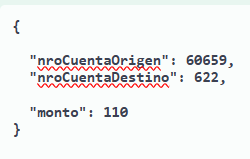 {
"nroCuentaOrigen": 60659,
"nroCuentaDestino": 622,
"monto": 110
}